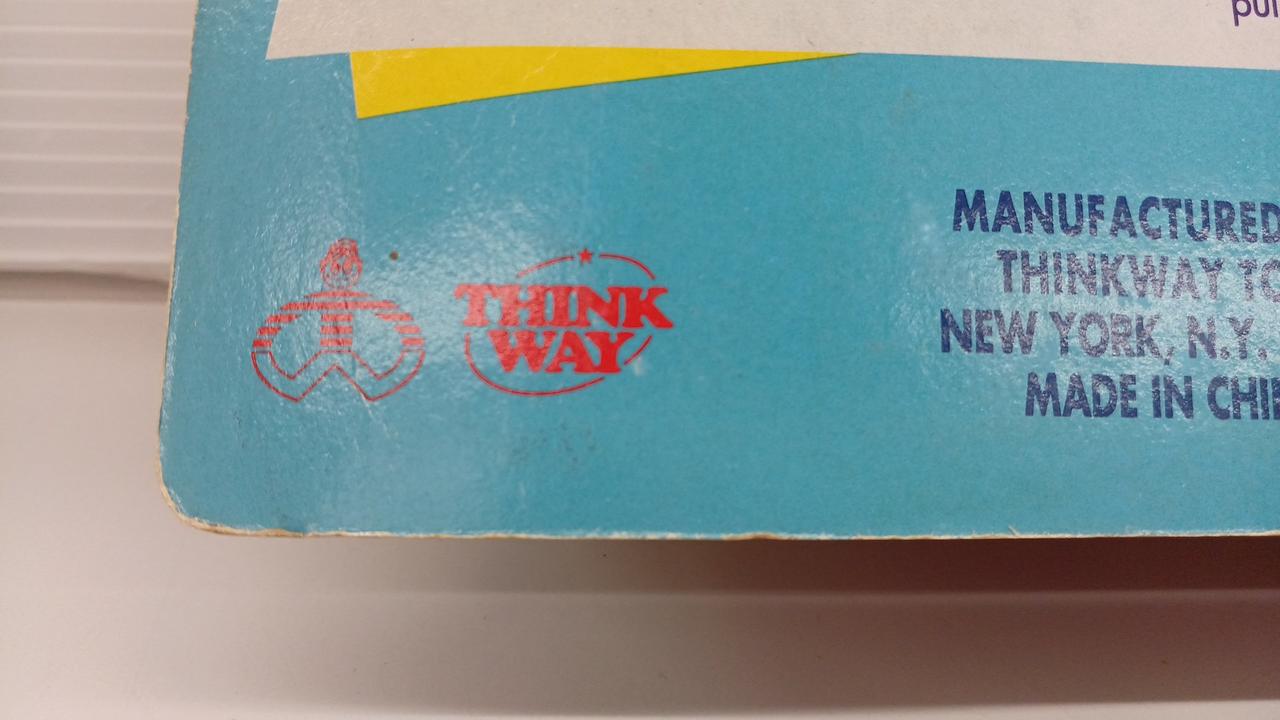 THINK
WAY
MANUFACTURED
THINKWAY
NEW YORK, N.Y.
MADE IN